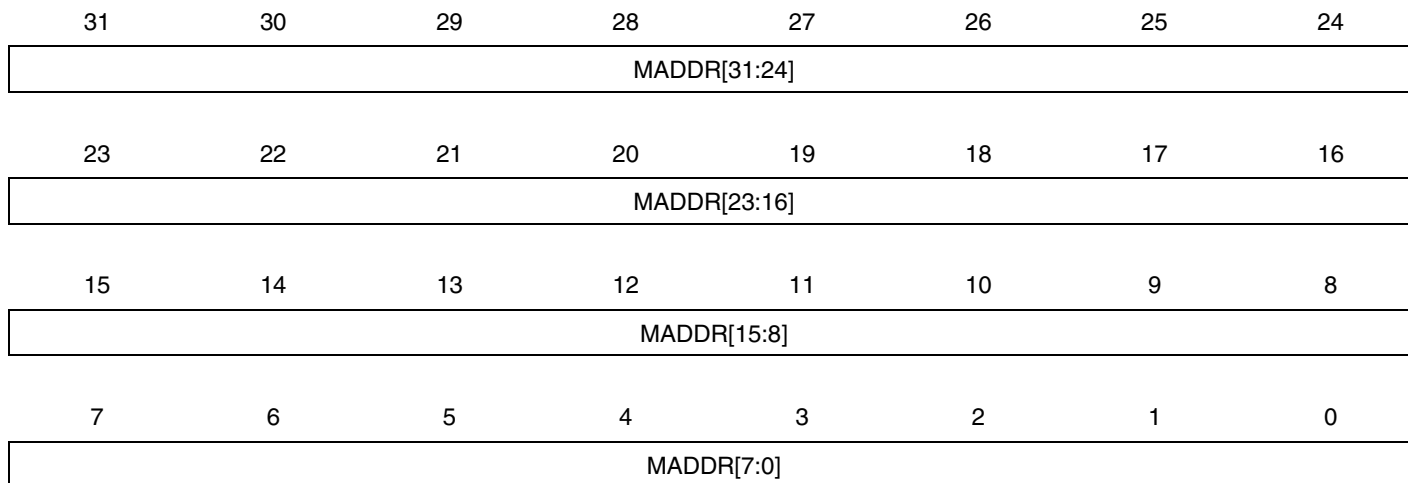 31 30 29 28 27 26 25 24
MADDR[31:24]
23 22 21 20 19 18 17 16
MADDR[23:16]
15 14 13 12 11 10 9 8
MADDR[15:8]
7 6 5 4 3 2 1 0
MADDR[7:0]